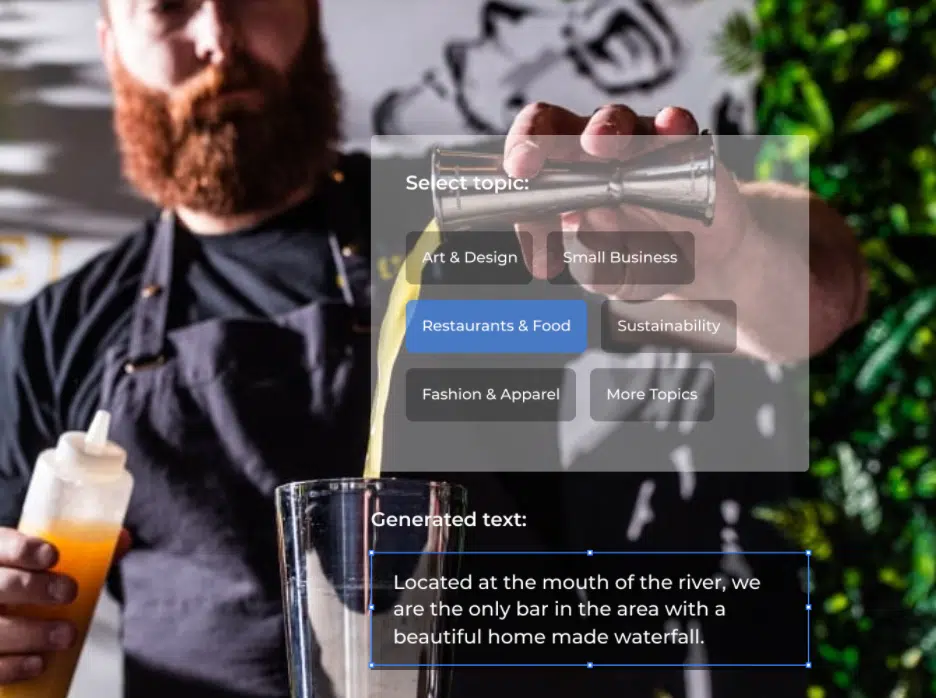 Select topic:
Art & Design
Small Business
Restaurants & Food
Sustainability
Fashion & Apparel
More Topics
Generated text:
Located at the mouth of the river, we
are the only bar in the area with a
beautiful home made waterfall.